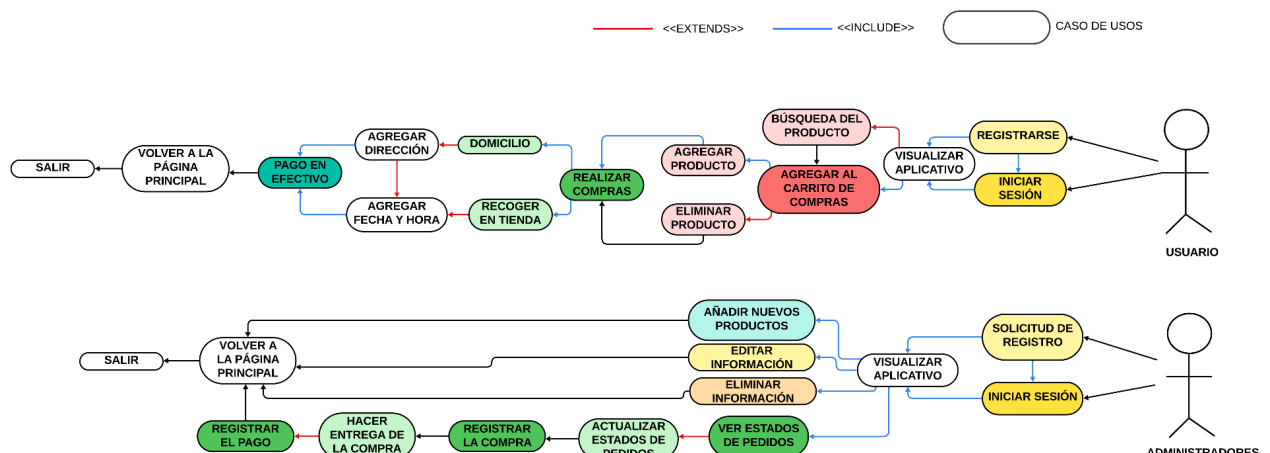 <<EXTENDS>>
<<INCLUDE>>
CASO DE USOS
SALIR
VOLVER A LA
PÁGINA
PRINCIPAL
PAGO EN
EFECTIVO
AGREGAR
DIRECCIÓN
AGREGAR
FECHA Y HORA
DOMICILIO
RECOGER
EN TIENDA
REALIZAR
COMPRAS
AGREGAR
PRODUCTO
ELIMINAR
PRODUCTO
BÚSQUEDA DEL
PRODUCTO
AGREGAR AL
CARRITO DE
COMPRAS
VISUALIZAR
APLICATIVO
REGISTRARSE
INICIAR
SESIÓN
USUARIO
SALIR
VOLVER A
LA PÁGINA
PRINCIPAL
AÑADIR NUEVOS
PRODUCTOS
EDITAR
INFORMACIÓN
ELIMINAR
INFORMACIÓN
VISUALIZAR
APLICATIVO
SOLICITUD DE
REGISTRO
INICIAR SESIÓN
REGISTRAR
EL PAGO
HACER
ENTREGA DE
LA COMPRA
REGISTRAR
LA COMPRA
ACTUALIZAR
ESTADOS DE
PEDIDOS
VER ESTADOS
DE PEDIDOS
ADMINISTRADORES